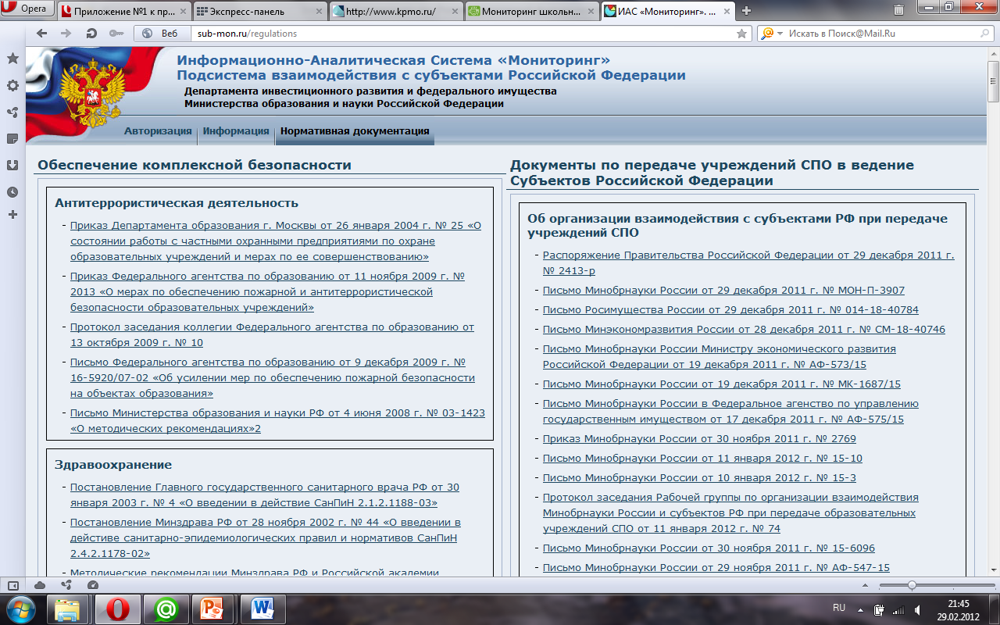 Opera
Приложение №1 к пр...
Экспресс-панель
http://www.kpmo.ru/
Мониторинг школьн...
ИАС «Мониторинг». ...
Веб
sub-mon.ru/regulations
Искать в Поиск@Mail.Ru
Информационно-Аналитическая Система «Мониторинг»
Подсистема взаимодействия с субъектами Российской Федерации
Департамента инвестиционного развития и федерального имущества
Министерства образования и науки Российской Федерации
Авторизация
Информация
Нормативная документация
Обеспечение комплексной безопасности
Антитеррористическая деятельность
- Приказ Департамента образования г. Москвы от 26 января 2004 г. № 25 «О
состоянии работы с частными охранными предприятиями по охране
образовательных учреждений и мерах по ее совершенствованию»
- Приказ Федерального агентства по образованию от 11 ноября 2009 г. №
2013 «О мерах по обеспечению пожарной и антитеррористической
безопасности образовательных учреждений»
- Протокол заседания коллегии Федерального агентства по образованию от
13 октября 2009 г. № 10
- Письмо Федерального агентства по образованию от 9 декабря 2009 г. №
16-5920/07-02 «Об усилении мер по обеспечению пожарной безопасности
на объектах образования»
- Письмо Министерства образования и науки РФ от 4 июня 2008 г. № 03-1423
«О методических рекомендациях»2
Здравоохранение
- Постановление Главного государственного санитарного врача РФ от 30
января 2003 г. № 4 «О введении в действие СанПиН 2.1.2.1188-03»
- Постановление Минздрава РФ от 28 ноября 2002 г. № 44 «О введении в
действие санитарно-эпидемиологических правил и нормативов СанПиН
2.4.2.1178-02»
- Методические рекомендации Минздрава РФ и Российской академии
Документы по передаче учреждений СПО в ведение
Субъектов Российской Федерации
Об организации взаимодействия с субъектами РФ при передаче
учреждений СПО
- Распоряжение Правительства Российской Федерации от 29 декабря 2011 г.
№ 2413-р
- Письмо Минобрнауки России от 29 декабря 2011 г. № МОН-П-3907
- Письмо Росимущества России от 29 декабря 2011 г. № 014-18-40784
- Письмо Минэкономразвития России от 28 декабря 2011 г. № СМ-18-40746
- Письмо Минобрнауки России Министру экономического развития
Российской Федерации от 19 декабря 2011 г. № АФ-573/15
- Письмо Минобрнауки России от 19 декабря 2011 г. № МК-1687/15
- Письмо Минобрнауки России в Федеральное агенство по управлению
государственным имуществом от 17 декабря 2011 г. № АФ-575/15
- Приказ Минобрнауки России от 30 ноября 2011 г. № 2769
- Письмо Минобрнауки России от 11 января 2012 г. № 15-10
- Письмо Минобрнауки России от 10 января 2012 г. № 15-3
- Протокол заседания Рабочей группы по организации взаимодействия
Минобрнауки России и субъектов РФ при передаче образовательных
учреждений СПО от 11 января 2012 г. № 74
- Письмо Минобрнауки России от 30 ноября 2011 г. № 15-6096
- Письмо Минобрнауки России от 29 ноября 2011 г. № АФ-547-15
RU
21:45
29.02.2012